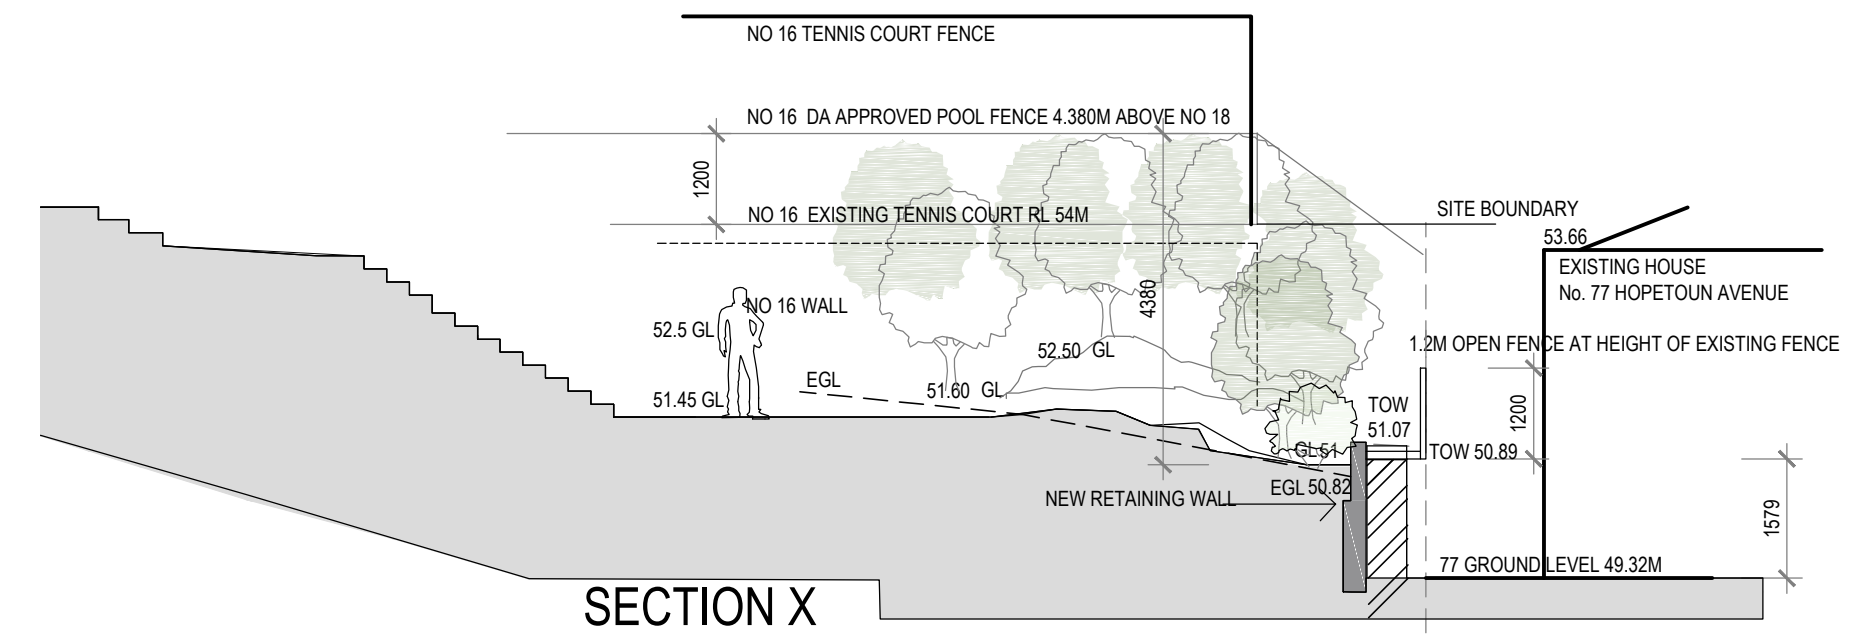 NO 16 TENNIS COURT FENCE
NO 16 DA APPROVED POOL FENCE 4.380M ABOVE NO 18
1200
NO 16 EXISTING TENNIS COURT RL 54M
SITE BOUNDARY
53.66
EXISTING HOUSE
No. 77 HOPETOUN AVENUE
4380
NO 16 WALL
52.5 GL
1.2M OPEN FENCE AT HEIGHT OF EXISTING FENCE
52.50 GL
EGL
51.60 GL
51.45 GL
TOW
51.07
1200
GL51
TOW 50.89
EGL 50.82
NEW RETAINING WALL
1579
77 GROUND LEVEL 49.32M
SECTION X